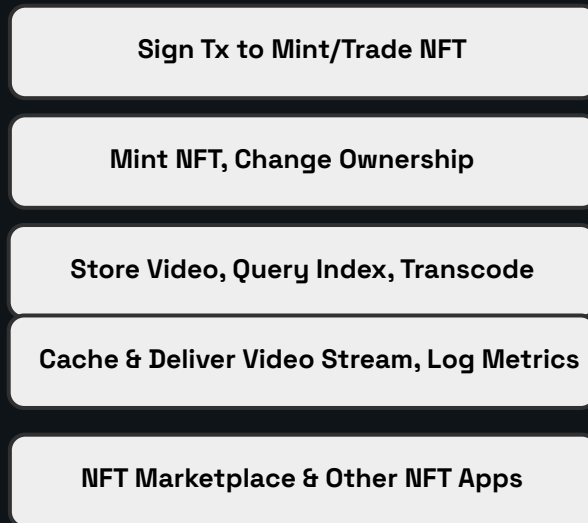 Sign Tx to Mint/Trade NFT
Mint NFT, Change Ownership
Store Video, Query Index, Transcode
Cache & Deliver Video Stream, Log Metrics
NFT Marketplace & Other NFT Apps